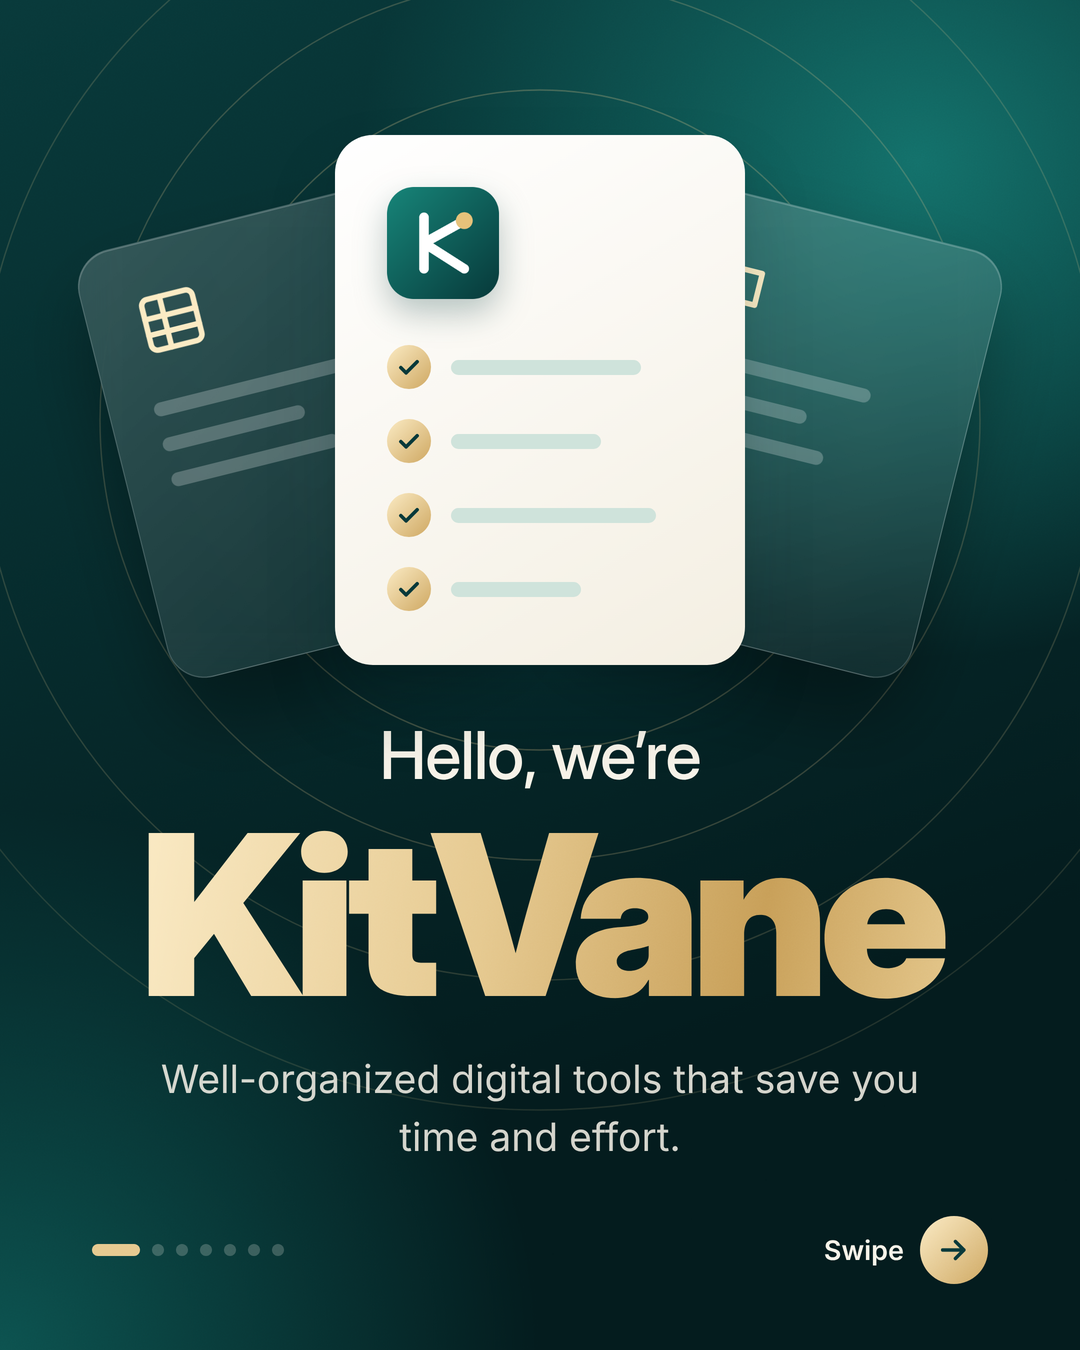 K
Hello, we’re
KitVane
Well-organized digital tools that save you
time and effort.
Swipe